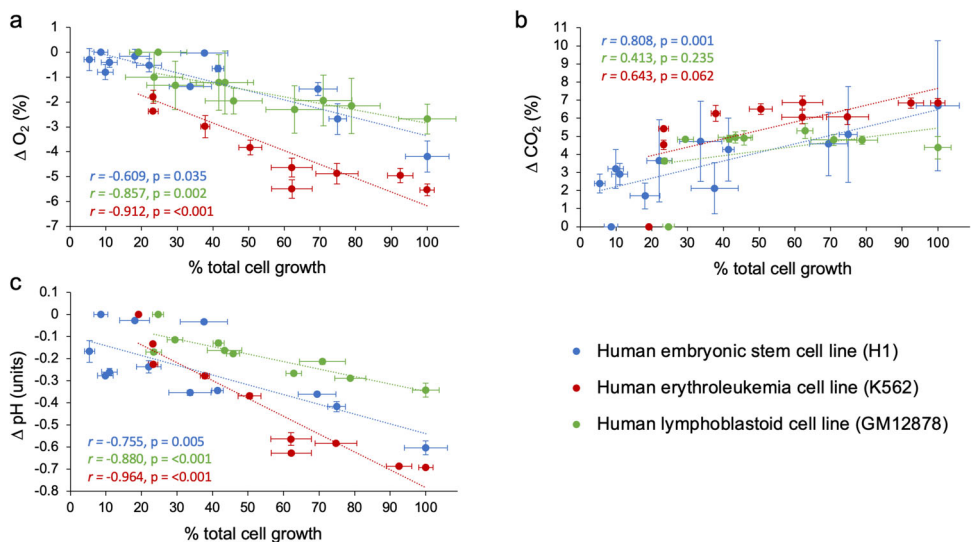 a
Δ O₂ (%)
1
0
-1
-2
-3
-4
-5
-6
-7
r = -0.609, p = 0.035
r = -0.857, p = 0.002
r = -0.912, p = <0.001
0 10 20 30 40 50 60 70 80 90 100
% total cell growth
b
Δ CO₂ (%)
11
10
9
8
7
6
5
4
3
2
1
0
r = 0.808, p = 0.001
r = 0.413, p = 0.235
r = 0.643, p = 0.062
0 20 40 60 80 100
% total cell growth
c
Δ pH (units)
0.1
0
-0.1
-0.2
-0.3
-0.4
-0.5
-0.6
-0.7
-0.8
r = -0.755, p = 0.005
r = -0.880, p = <0.001
r = -0.964, p = <0.001
0 10 20 30 40 50 60 70 80 90 100
% total cell growth
Human embryonic stem cell line (H1)
Human erythroleukemia cell line (K562)
Human lymphoblastoid cell line (GM12878)